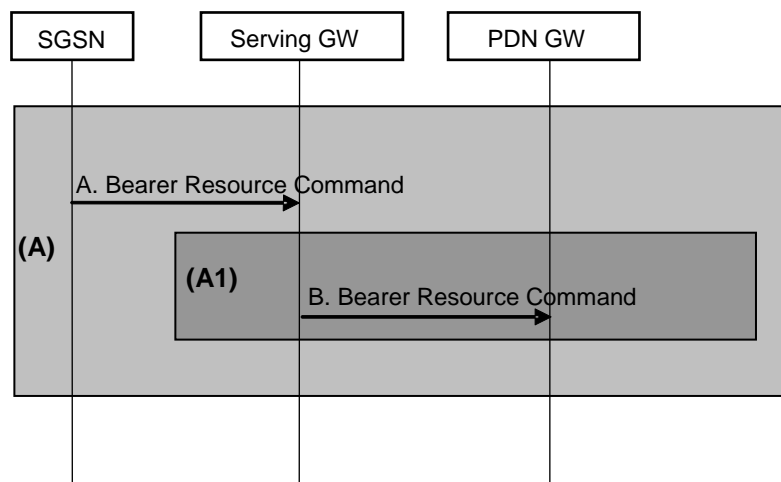 SGSN
Serving GW
PDN GW
A. Bearer Resource Command
(A)
(A1)
B. Bearer Resource Command